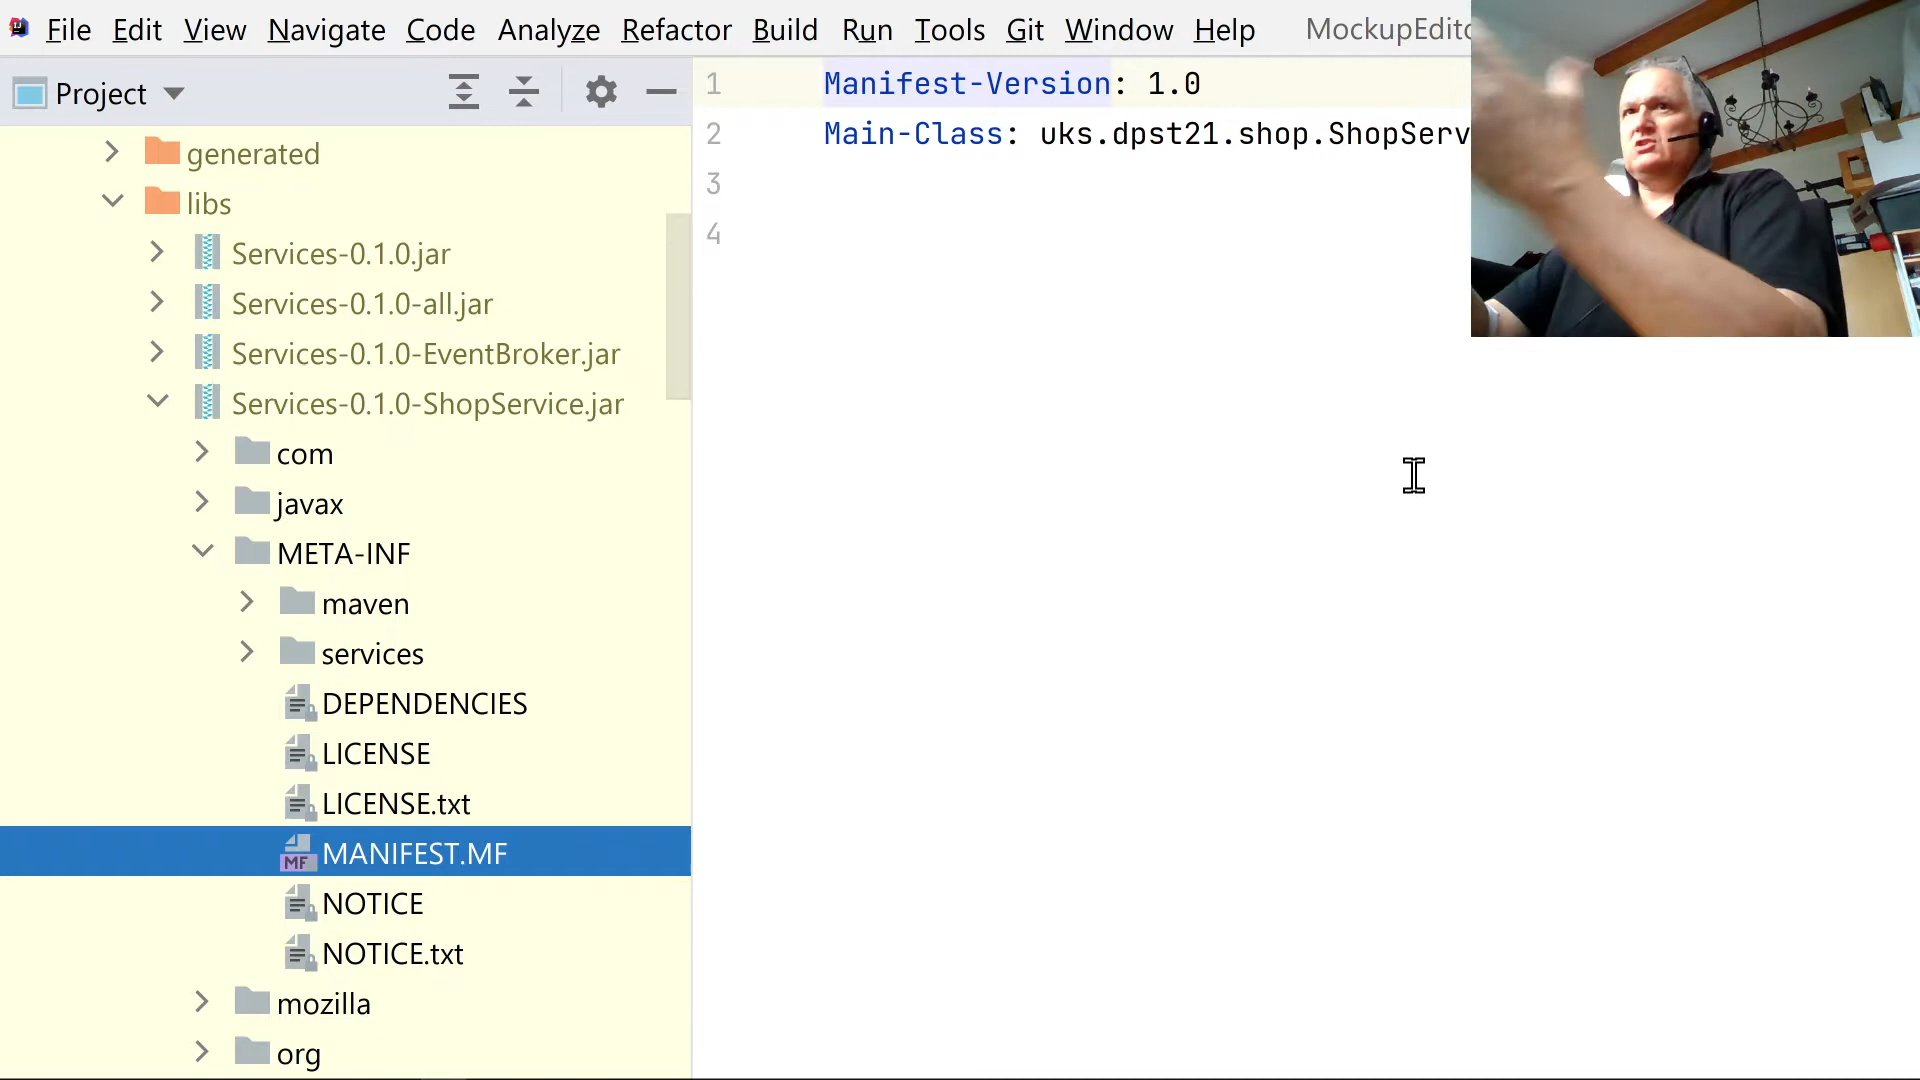 File Edit View Navigate Code Analyze Refactor Build Run Tools Git Window Help MockupEdito
Project
generated
libs
Services-0.1.0.jar
Services-0.1.0-all.jar
Services-0.1.0-EventBroker.jar
Services-0.1.0-ShopService.jar
com
javax
META-INF
maven
services
DEPENDENCIES
LICENSE
LICENSE.txt
MF MANIFEST.MF
NOTICE
NOTICE.txt
mozilla
org
1 Manifest-Version: 1.0
2 Main-Class: uks.dpst21.shop.ShopServ
3
4